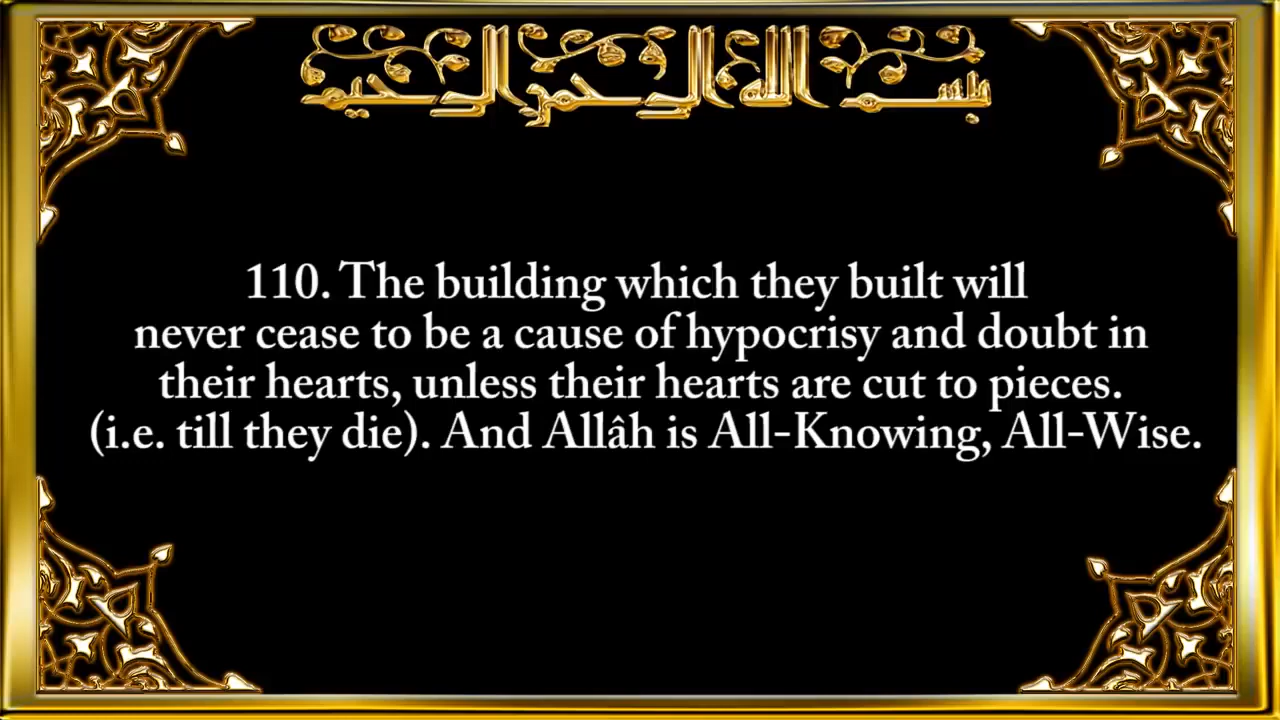 بسم الله الرحمن الرحيم
110. The building which they built will
never cease to be a cause of hypocrisy and doubt in
their hearts, unless their hearts are cut to pieces.
(i.e. till they die). And Allâh is All-Knowing, All-Wise.